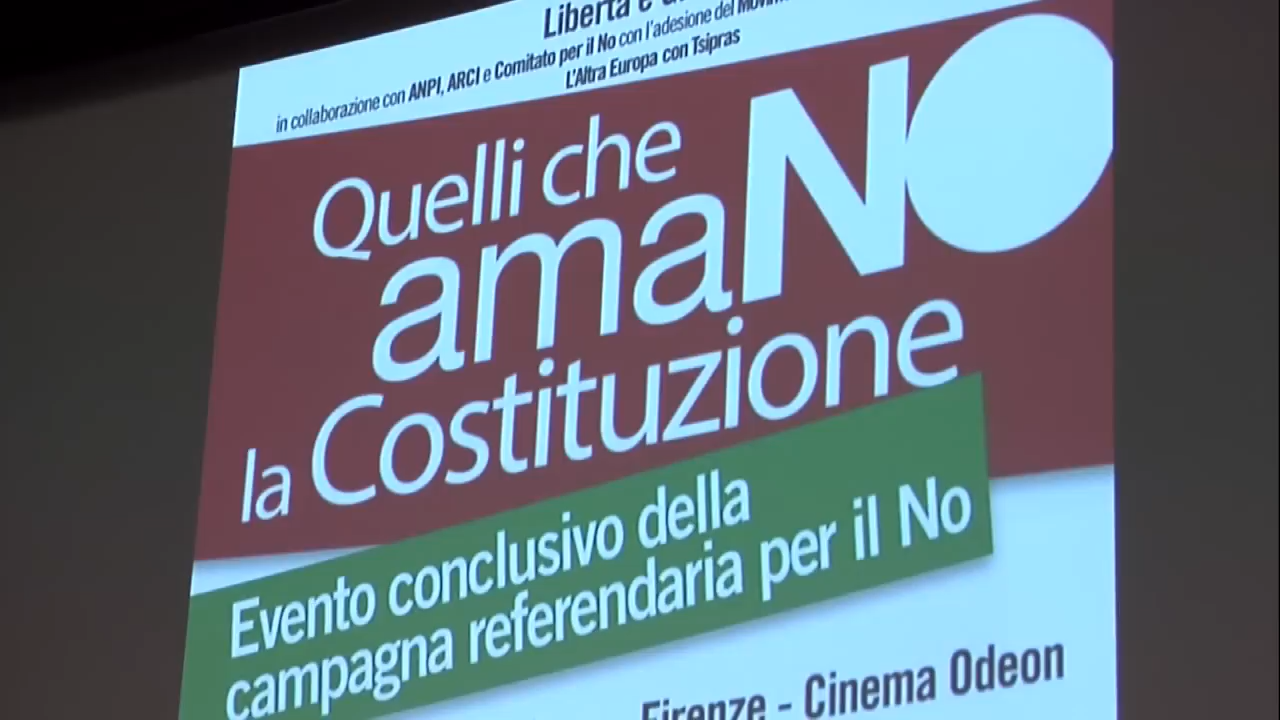 Libertà e
in collaborazione con ANPI, ARCI e Comitato per il No con l'adesione del
L'Altra Europa con Tsipras
Quelli che
amaNO
la Costituzione
Evento conclusivo della
campagna referendaria per il No
Firenze - Cinema Odeon